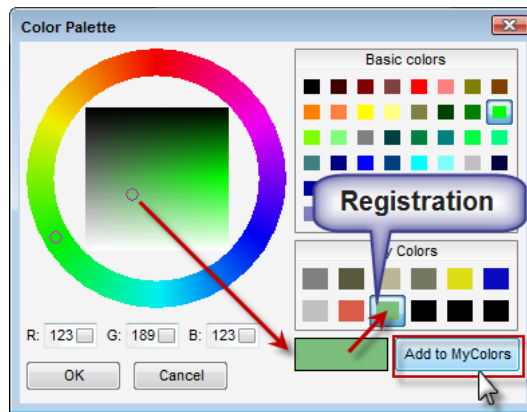 Color Palette
Basic colors
Registration
y Colors
R: 123 G: 189 B: 123
Add to MyColors
OK Cancel